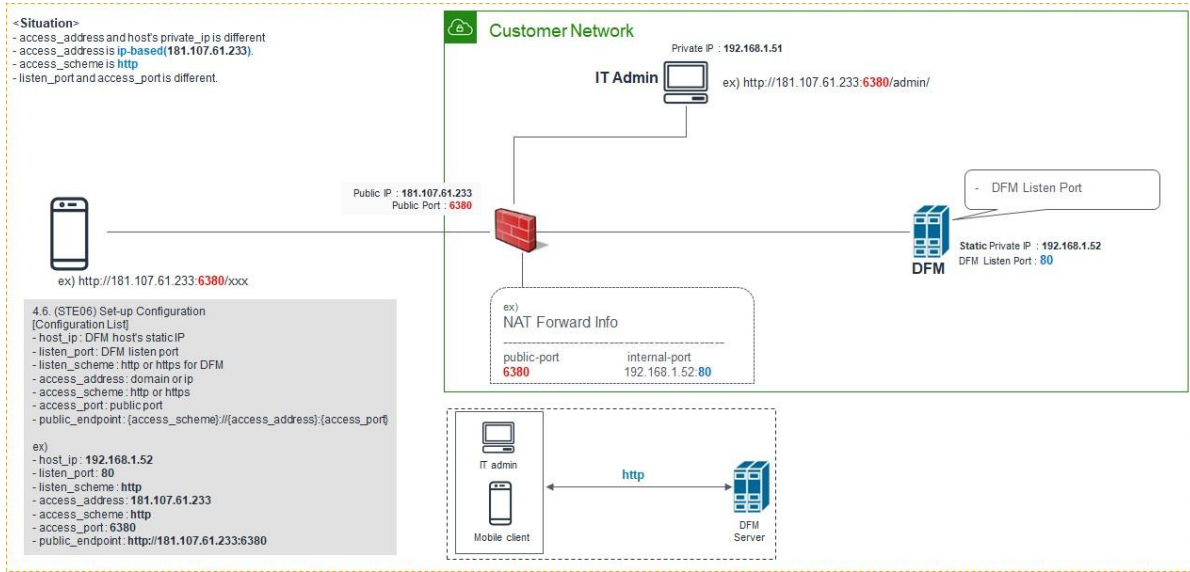 <Situation>
- access_address and host's private_ip is different
- access_address is ip-based(181.107.61.233).
- access_scheme is http
- listen_port and access_port is different.
Customer Network
Private IP : 192.168.1.51
IT Admin
ex) http://181.107.61.233:6380/admin/
Public IP : 181.107.61.233
Public Port : 6380
- DFM Listen Port
Static Private IP : 192.168.1.52
DFM Listen Port : 80
DFM
ex) http://181.107.61.233:6380/xxx
ex)
NAT Forward Info
public-port internal-port
6380 192.168.1.52:80
4.6. (STE06) Set-up Configuration
[Configuration List]
- host_ip : DFM host's static IP
- listen_port : DFM listen port
- listen_scheme : http or https for DFM
- access_address : domain or ip
- access_scheme : http or https
- access_port : public port
- public_endpoint : {access_scheme}://{access_address}:{access_port}
ex)
- host_ip : 192.168.1.52
- listen_port : 80
- listen_scheme : http
- access_address : 181.107.61.233
- access_scheme : http
- access_port : 6380
- public_endpoint : http://181.107.61.233:6380
IT admin
Mobile client
http
DFM
Server